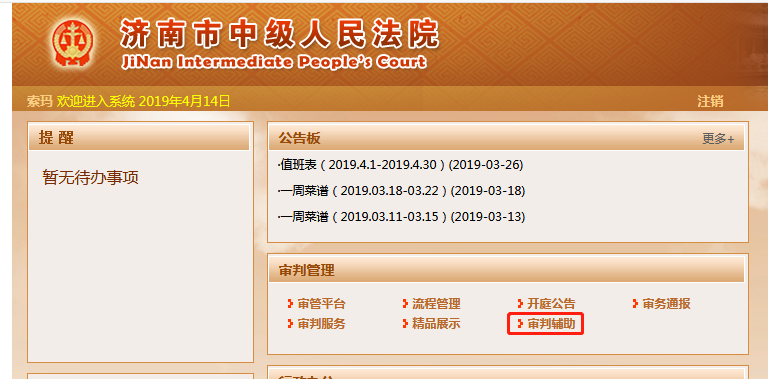 济南市中级人民法院
JiNan Intermediate People's Court
索玛 欢迎进入系统 2019年4月14日 注销
提 醒
暂无待办事项
公告板 更多+
·值班表（2019.4.1-2019.4.30）(2019-03-26)
·一周菜谱（2019.03.18-03.22）(2019-03-18)
·一周菜谱（2019.03.11-03.15）(2019-03-13)
审判管理
审管平台 流程管理 开庭公告 审务通报
审判服务 精品展示 审判辅助